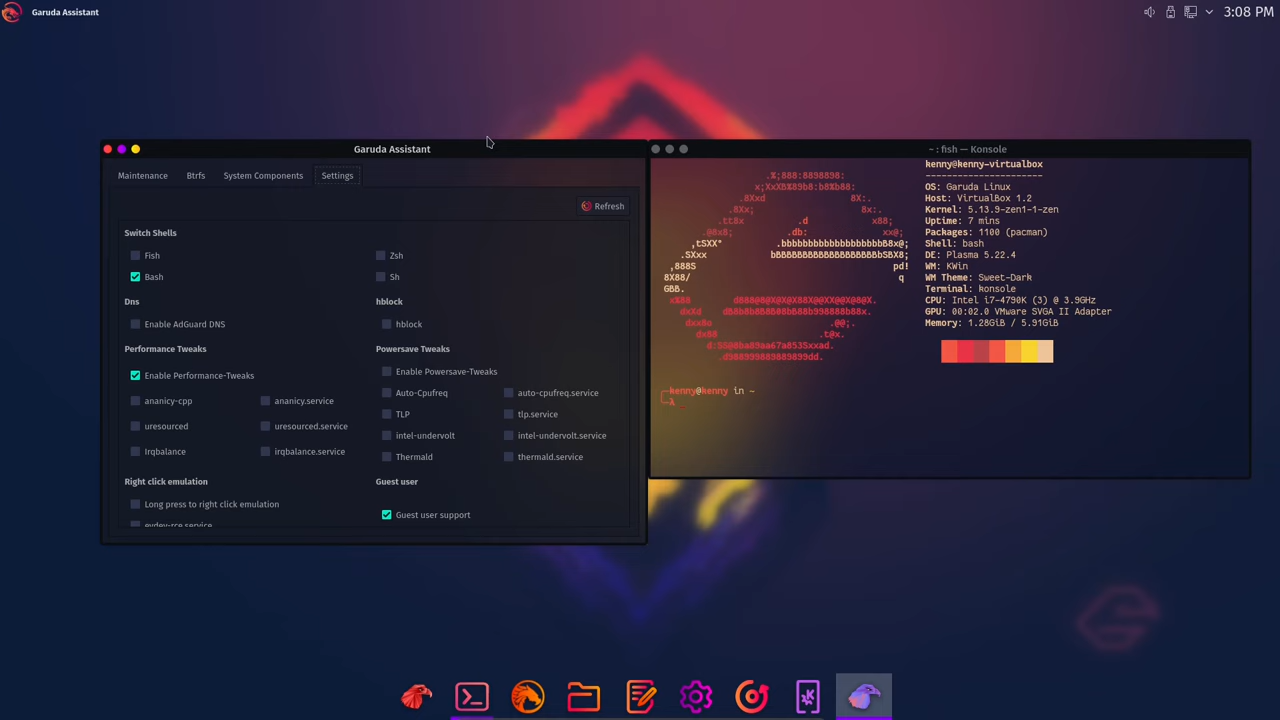 Garuda Assistant
3:08 PM
Garuda Assistant
Maintenance Btrfs System Components Settings
Refresh
Switch Shells
Fish Zsh
Bash Sh
Dns hblock
Enable AdGuard DNS hblock
Performance Tweaks Powersave Tweaks
Enable Performance-Tweaks Enable Powersave-Tweaks
ananicy-cpp ananicy.service Auto-Cpufreq auto-cpufreq.service
uresourced uresourced.service TLP tlp.service
intel-undervolt intel-undervolt.service
Irqbalance irqbalance.service Thermald thermald.service
Right click emulation Guest user
Long press to right click emulation Guest user support
evdev-rce.service
~ : fish — Konsole
kenny@kenny-virtualbox
----------------------
OS: Garuda Linux
Host: VirtualBox 1.2
Kernel: 5.13.9-zen1-1-zen
Uptime: 7 mins
Packages: 1100 (pacman)
Shell: bash
DE: Plasma 5.22.4
WM: KWin
WM Theme: Sweet-Dark
Terminal: konsole
CPU: Intel i7-4790K (3) @ 3.9GHz
GPU: 00:02.0 VMware SVGA II Adapter
Memory: 1.28GiB / 5.91GiB
kenny@kenny in ~
λ _